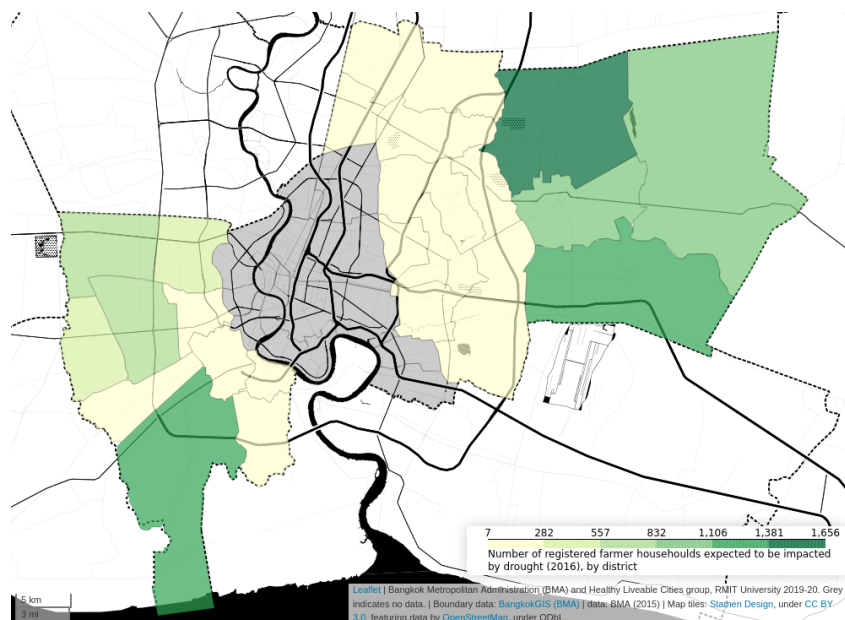 7 282 557 832 1,106 1,381 1,656
Number of registered farmer househoulds expected to be impacted
by drought (2016), by district
5 km
3 mi
Leaflet | Bangkok Metropolitan Administration (BMA) and Healthy Liveable Cities group, RMIT University 2019-20. Grey
indicates no data. | Boundary data: BangkokGIS (BMA) | data: BMA (2015) | Map tiles: Stamen Design, under CC BY
3.0, featuring data by OpenStreetMap, under ODbL